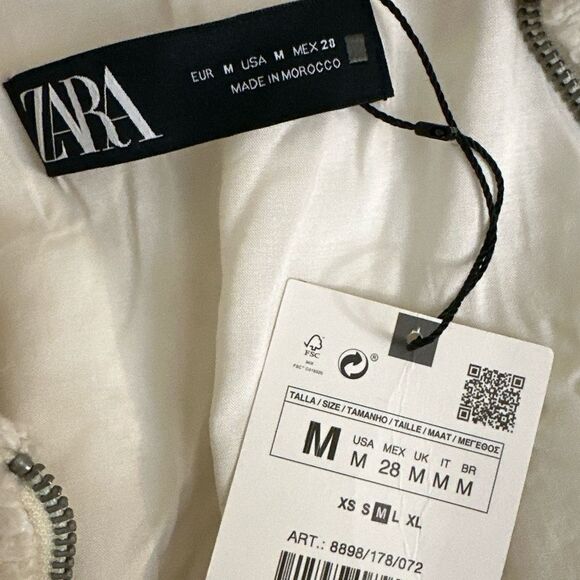 ZARA
EUR M USA M MEX 28
MADE IN MOROCCO
FSC
TALLA / SIZE / TAMANHO / TAILLE / MAAT / ΜΕΓΕΘΟΣ
M
USA MEX UK IT BR
M 28 M M M
XS S M L XL
ART.: 8898/178/072